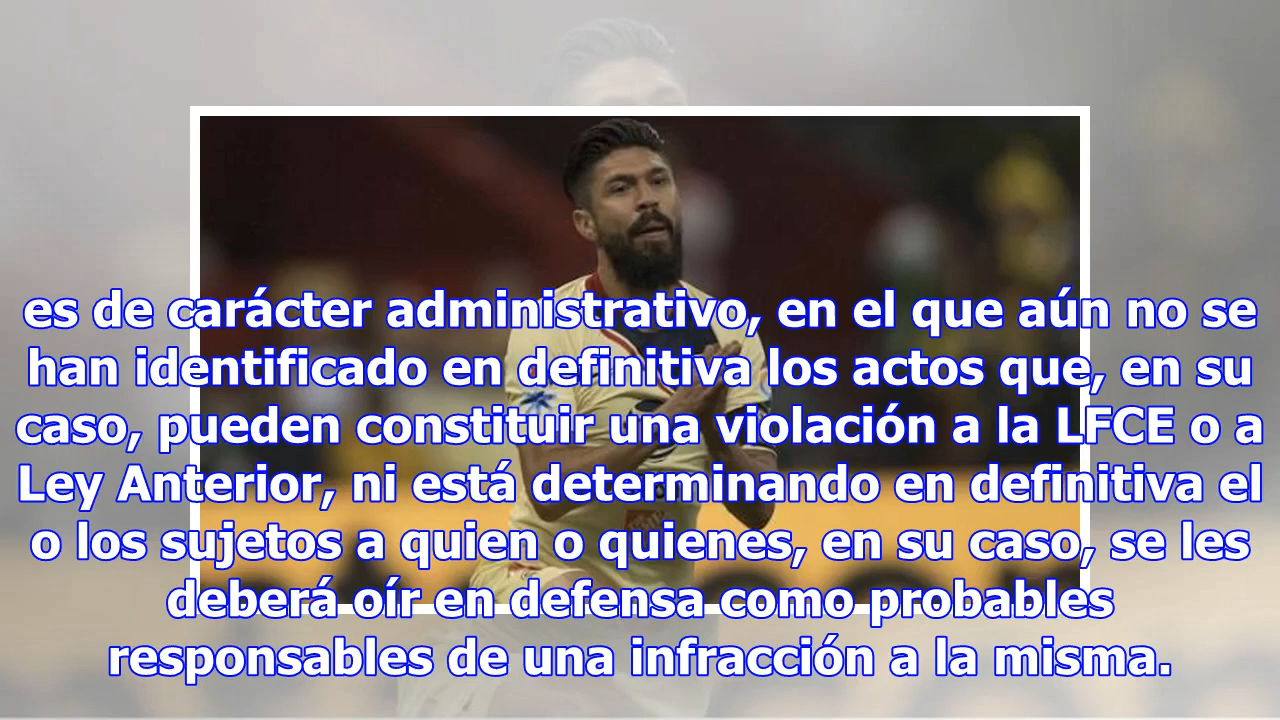 es de carácter administrativo, en el que aún no se
han identificado en definitiva los actos que, en su
caso, pueden constituir una violación a la LFCE o a
Ley Anterior, ni está determinando en definitiva el
o los sujetos a quien o quienes, en su caso, se les
deberá oír en defensa como probables
responsables de una infracción a la misma.